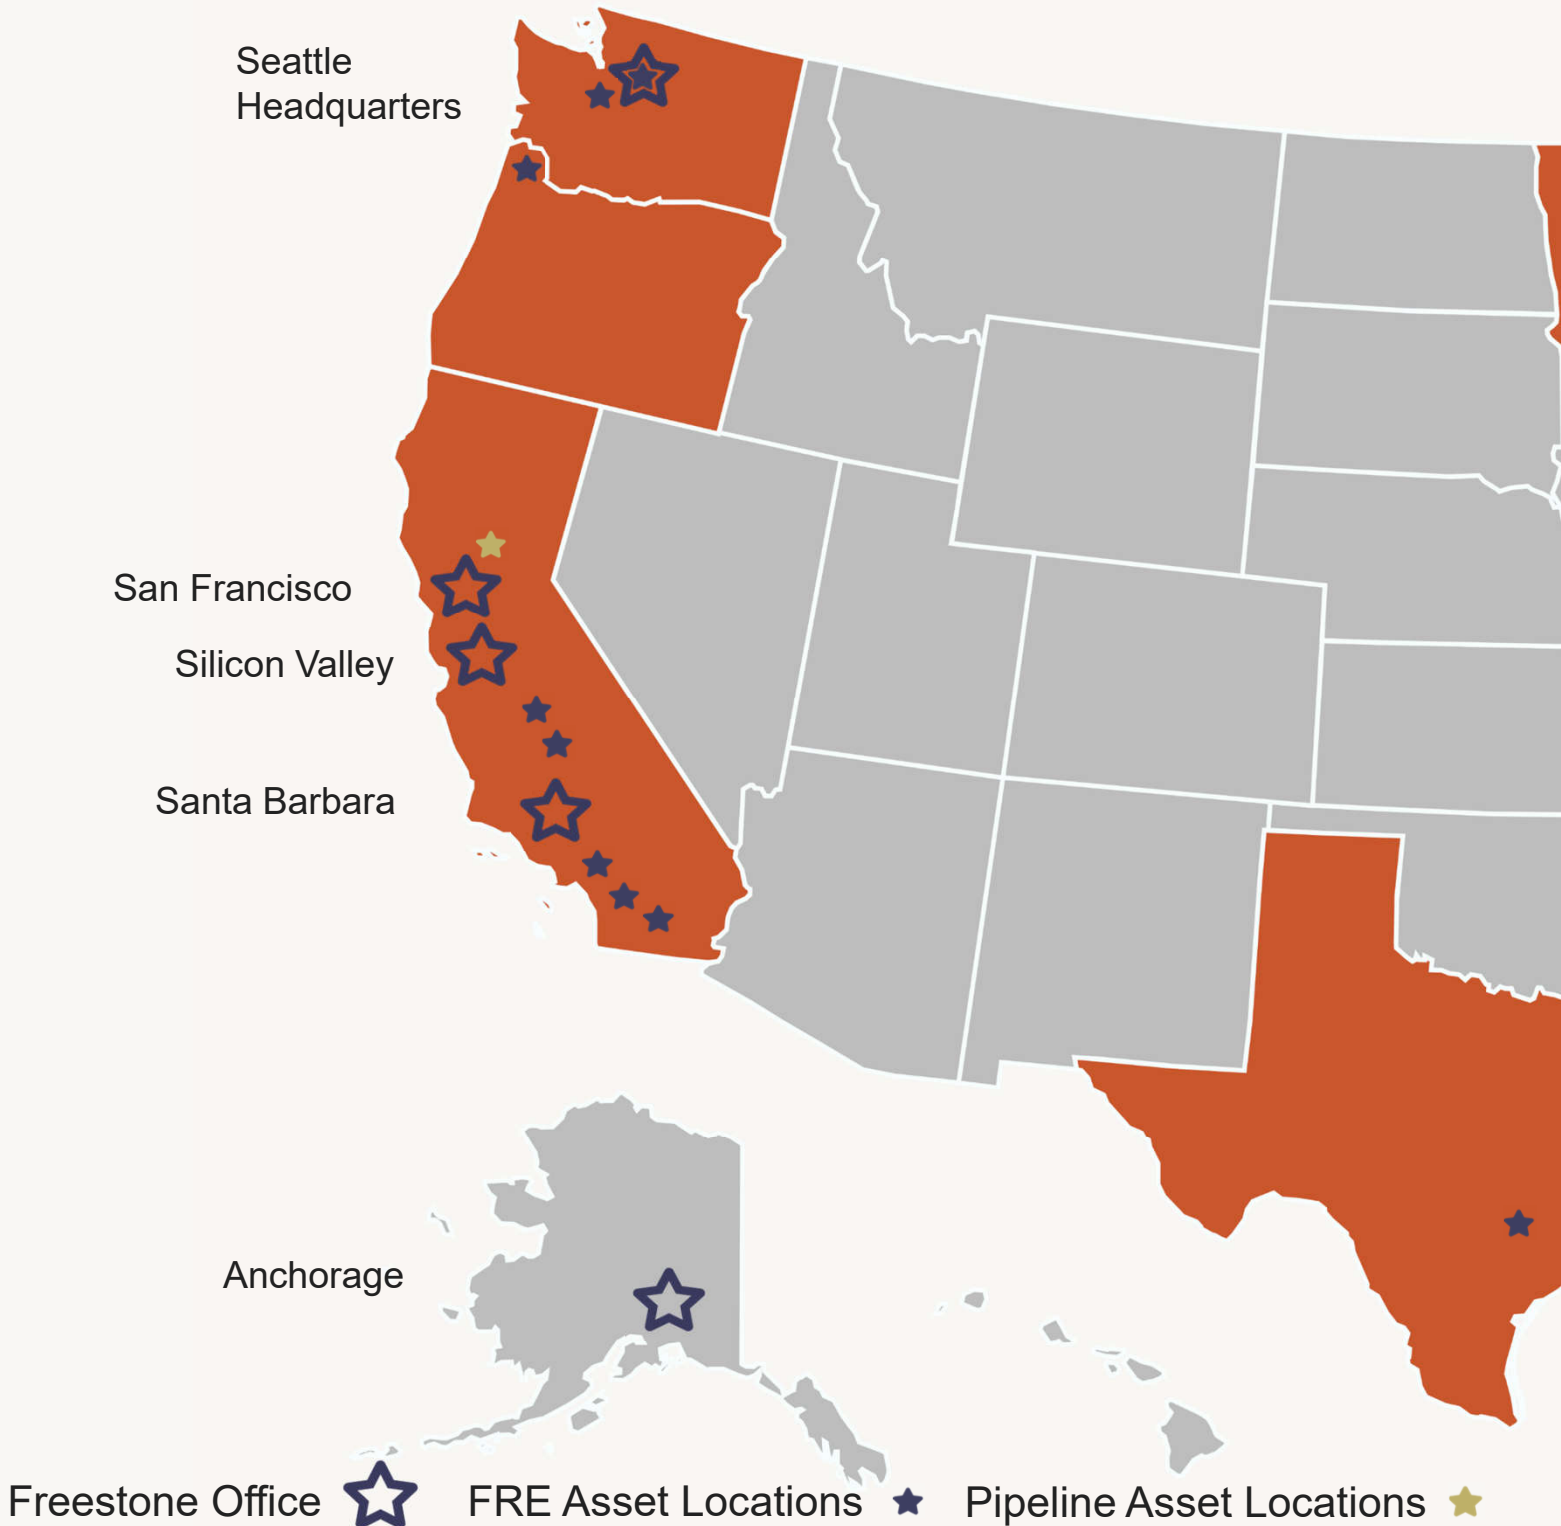 Seattle
Headquarters
San Francisco
Silicon Valley
Santa Barbara
Anchorage
Freestone Office FRE Asset Locations Pipeline Asset Locations